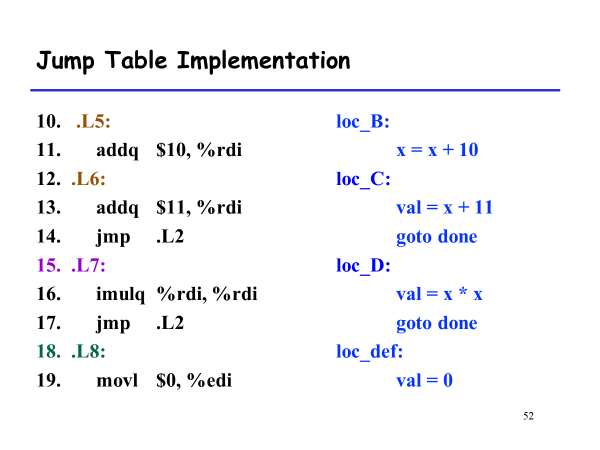 Jump Table Implementation
10. .L5: loc_B:
11. addq $10, %rdi x = x + 10
12. .L6: loc_C:
13. addq $11, %rdi val = x + 11
14. jmp .L2 goto done
15. .L7: loc_D:
16. imulq %rdi, %rdi val = x * x
17. jmp .L2 goto done
18. .L8: loc_def:
19. movl $0, %edi val = 0
52